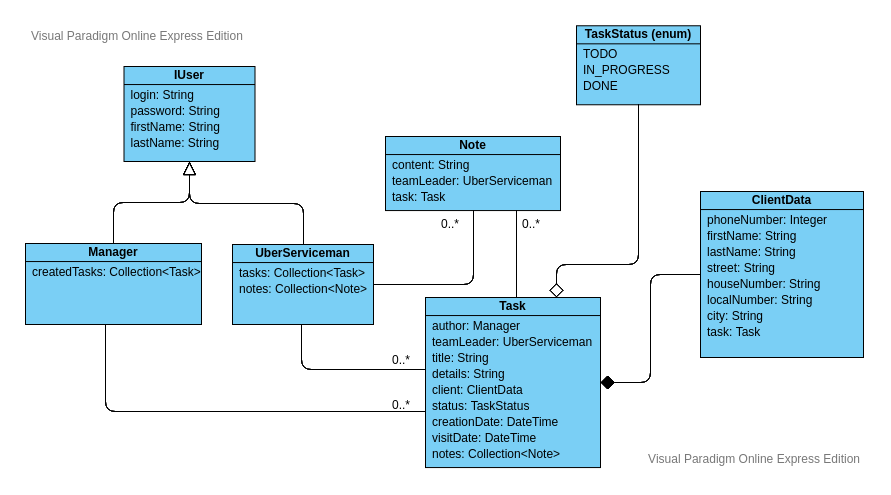 Visual Paradigm Online Express Edition
TaskStatus (enum)
TODO
IN_PROGRESS
DONE
IUser
login: String
password: String
firstName: String
lastName: String
Note
content: String
teamLeader: UberServiceman
task: Task
0..*
0..*
ClientData
phoneNumber: Integer
firstName: String
lastName: String
street: String
houseNumber: String
localNumber: String
city: String
task: Task
Manager
createdTasks: Collection<Task>
UberServiceman
tasks: Collection<Task>
notes: Collection<Note>
Task
author: Manager
teamLeader: UberServiceman
title: String
details: String
client: ClientData
status: TaskStatus
creationDate: DateTime
visitDate: DateTime
notes: Collection<Note>
0..*
0..*
Visual Paradigm Online Express Edition